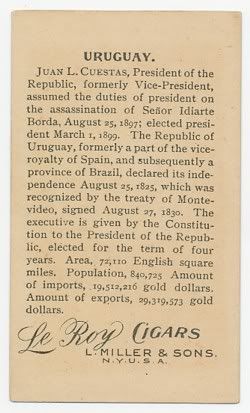 URUGUAY.
JUAN L. CUESTAS, President of the
Republic, formerly Vice-President,
assumed the duties of president on
the assassination of Señor Idiarte
Borda, August 25, 1897; elected presi-
dent March 1, 1899. The Republic of
Uruguay, formerly a part of the vice-
royalty of Spain, and subsequently a
province of Brazil, declared its inde-
pendence August 25, 1825, which was
recognized by the treaty of Monte-
video, signed August 27, 1830. The
executive is given by the Constitu-
tion to the President of the Repub-
lic, elected for the term of four
years. Area, 72,110 English square
miles. Population, 840,725 Amount
of imports, 19,512,216 gold dollars.
Amount of exports, 29,319,573 gold
dollars.
Le Roy CIGARS
L. MILLER & SONS.
N.Y.U.S.A.